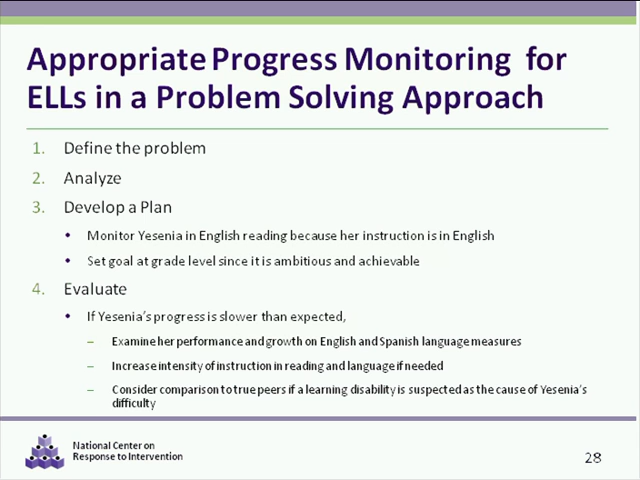 Appropriate Progress Monitoring for
ELLs in a Problem Solving Approach
1. Define the problem
2. Analyze
3. Develop a Plan
• Monitor Yesenia in English reading because her instruction is in English
• Set goal at grade level since it is ambitious and achievable
4. Evaluate
• If Yesenia's progress is slower than expected,
– Examine her performance and growth on English and Spanish language measures
– Increase intensity of instruction in reading and language if needed
– Consider comparison to true peers if a learning disability is suspected as the cause of Yesenia's
difficulty
National Center on
Response to Intervention
28